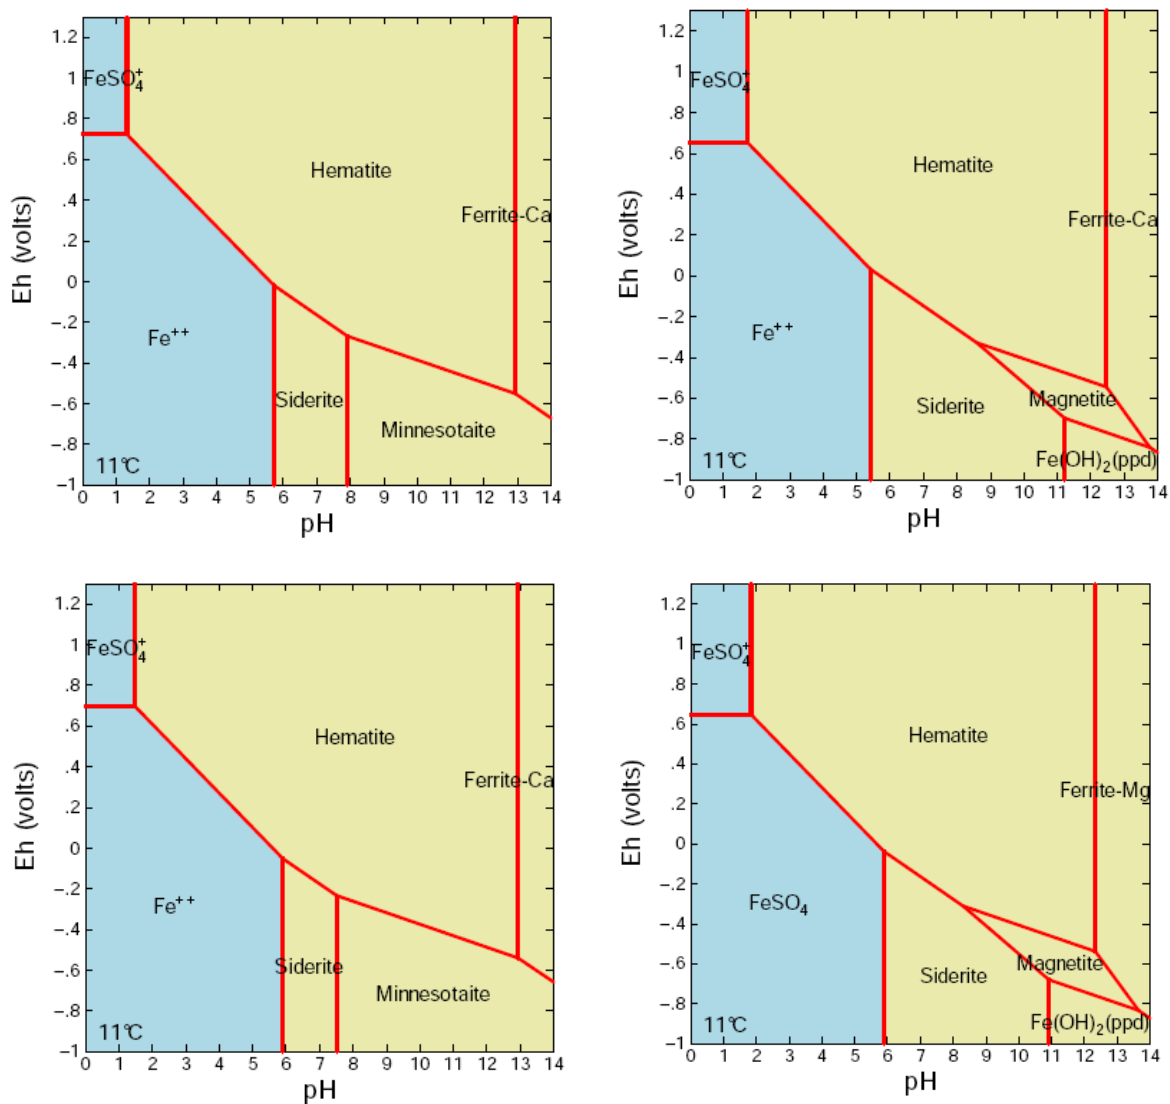 1.2
1
.8
.6
.4
.2
0
−.2
−.4
−.6
−.8
−1
Eh (volts)
FeSO₄⁺
Hematite
Ferrite-Ca
Fe⁺⁺
Siderite
Minnesotaite
11°C
0 1 2 3 4 5 6 7 8 9 10 11 12 13 14
pH
1.2
1
.8
.6
.4
.2
0
−.2
−.4
−.6
−.8
−1
Eh (volts)
FeSO₄⁺
Hematite
Ferrite-Ca
Fe⁺⁺
Magnetite
Siderite
Fe(OH)₂(ppd)
11°C
0 1 2 3 4 5 6 7 8 9 10 11 12 13 14
pH
1.2
1
.8
.6
.4
.2
0
−.2
−.4
−.6
−.8
−1
Eh (volts)
FeSO₄⁺
Hematite
Ferrite-Ca
Fe⁺⁺
Siderite
Minnesotaite
11°C
0 1 2 3 4 5 6 7 8 9 10 11 12 13 14
pH
1.2
1
.8
.6
.4
.2
0
−.2
−.4
−.6
−.8
−1
Eh (volts)
FeSO₄⁺
Hematite
Ferrite-Mg
FeSO₄
Magnetite
Siderite
Fe(OH)₂(ppd)
11°C
0 1 2 3 4 5 6 7 8 9 10 11 12 13 14
pH